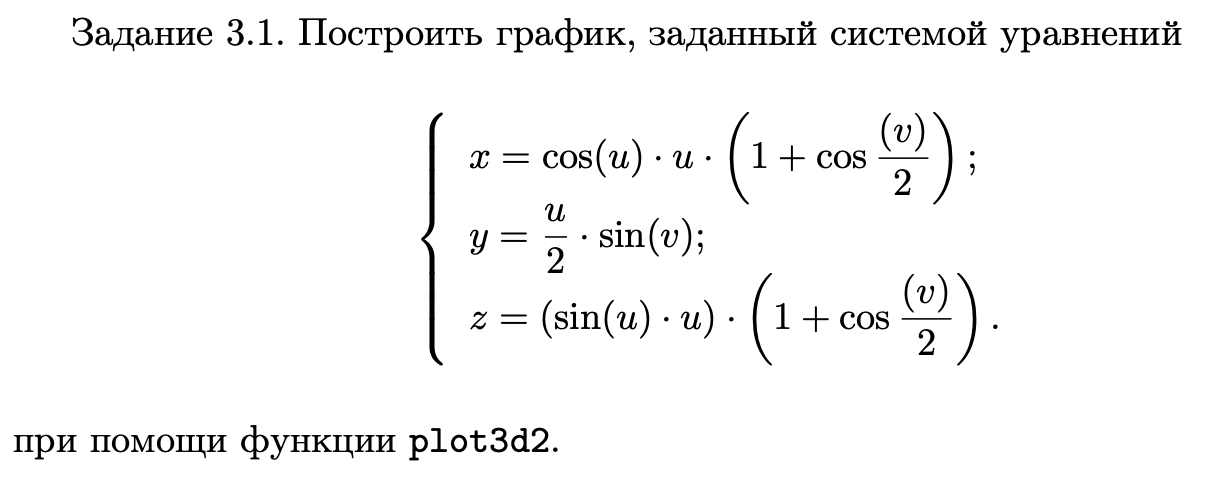 Задание 3.1. Построить график, заданный системой уравнений
x = cos(u) · u · (1 + cos (v)/2);
y = u/2 · sin(v);
z = (sin(u) · u) · (1 + cos (v)/2).
при помощи функции plot3d2.